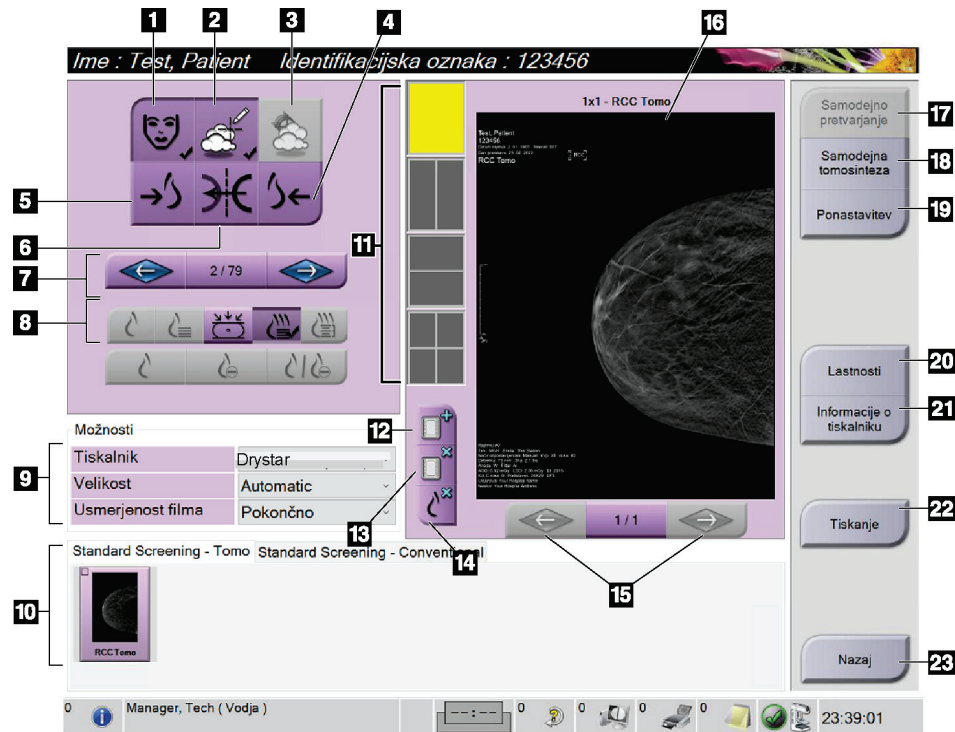 1
2
3
4
16
Ime : Test, Patient Identifikacijska oznaka : 123456
1x1 - RCC Tomo
Test, Patient
123456
RCC Tomo
RCC
Samodejno pretvarjanje
17
Samodejna tomosinteza
18
Ponastavitev
19
5
6
11
7
2 / 79
8
Lastnosti
20
Informacije o tiskalniku
21
Možnosti
12
9
Tiskalnik
Drystar
Velikost
Automatic
Usmerjenost filma
Pokončno
13
14
1 / 1
15
Tiskanje
22
Standard Screening - Tomo
Standard Screening - Conventional
10
RCC Tomo
Nazaj
23
0
Manager, Tech ( Vodja )
--:--
0
0
0
0
23:39:01